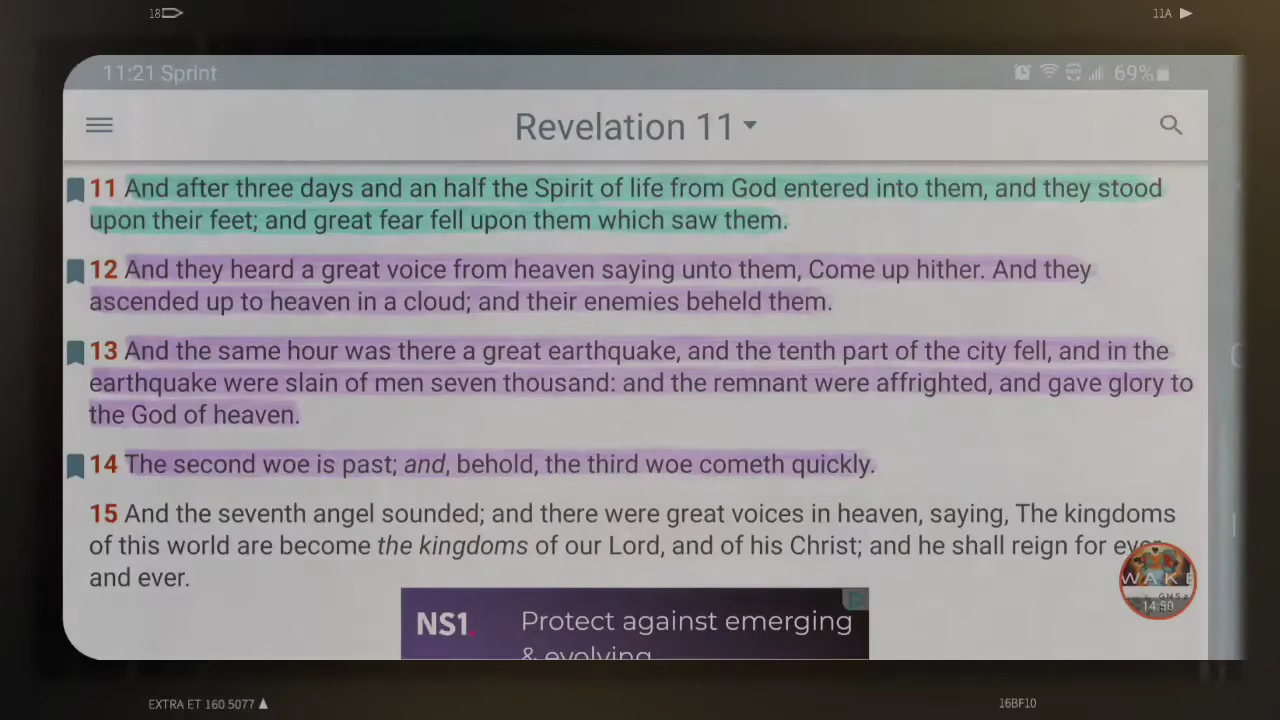 18
11A
11:21 Sprint
69%
Revelation 11
11 And after three days and an half the Spirit of life from God entered into them, and they stood
upon their feet; and great fear fell upon them which saw them.
12 And they heard a great voice from heaven saying unto them, Come up hither. And they
ascended up to heaven in a cloud; and their enemies beheld them.
13 And the same hour was there a great earthquake, and the tenth part of the city fell, and in the
earthquake were slain of men seven thousand: and the remnant were affrighted, and gave glory to
the God of heaven.
14 The second woe is past; and, behold, the third woe cometh quickly.
15 And the seventh angel sounded; and there were great voices in heaven, saying, The kingdoms
of this world are become the kingdoms of our Lord, and of his Christ; and he shall reign for ever
and ever.
WAKE
14:50
NS1. Protect against emerging
& evolving
EXTRA ET 160 5077
16BF10